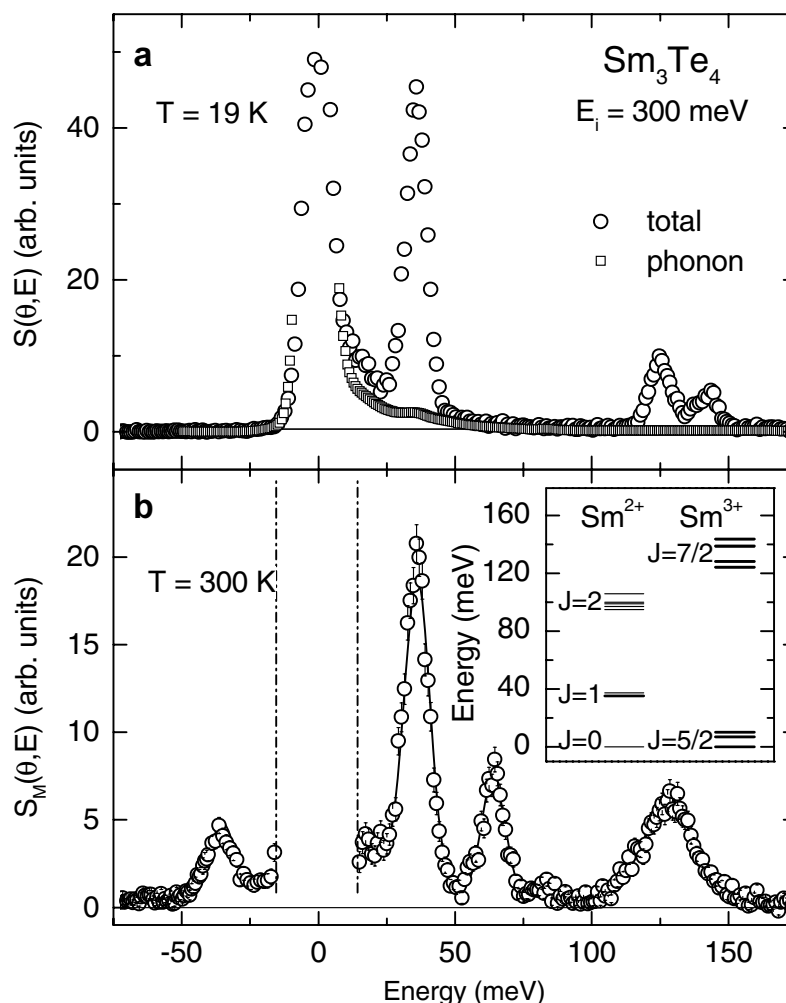 a
Sm3Te4
T = 19 K
Ei = 300 meV
total
phonon
S(θ,E) (arb. units)
40
20
0
b
T = 300 K
SM(θ,E) (arb. units)
20
15
10
5
0
Sm2+ Sm3+
160
120
80
40
0
Energy (meV)
J=7/2
J=2
J=1
J=0
J=5/2
-50 0 50 100 150
Energy (meV)